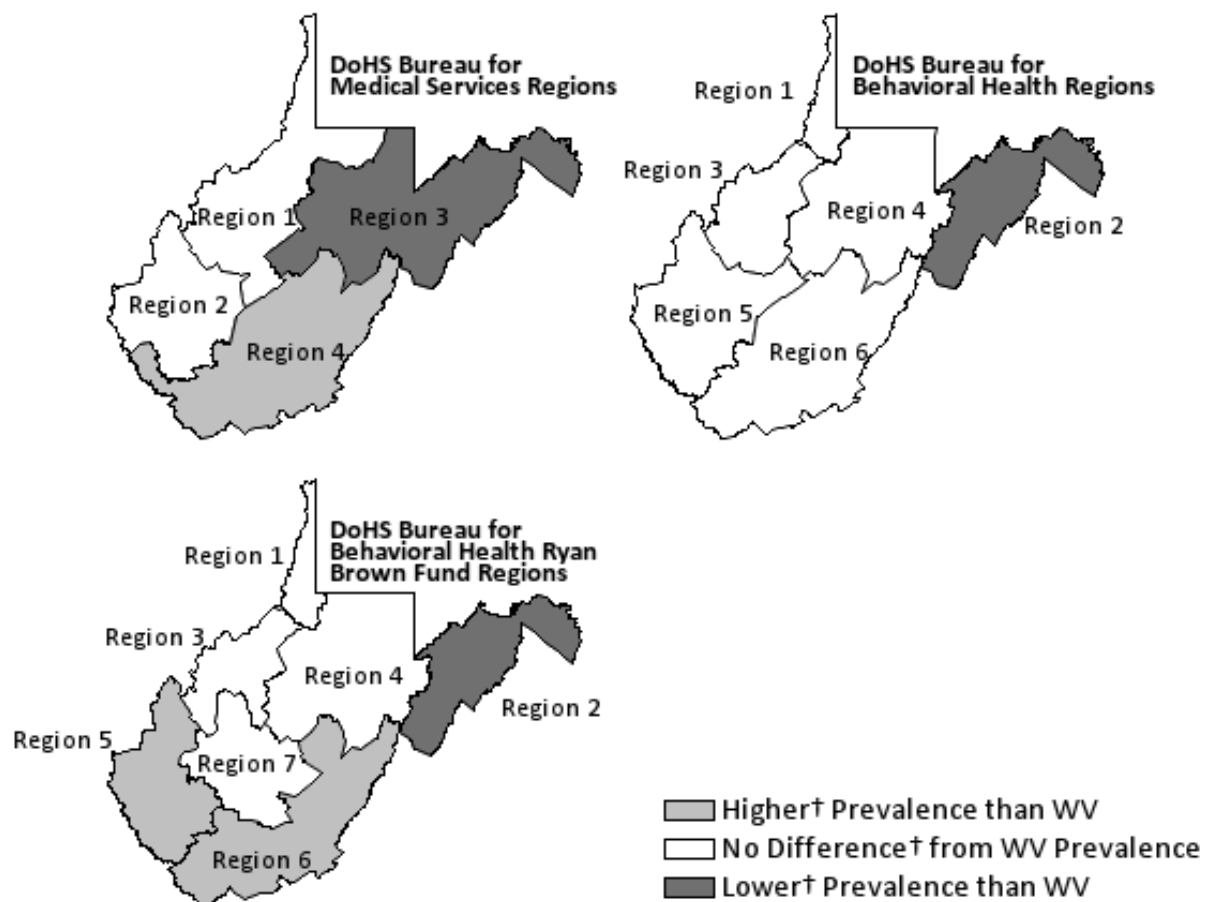 DoHS Bureau for
Medical Services Regions
Region 1
Region 3
Region 2
Region 4
DoHS Bureau for
Behavioral Health Regions
Region 1
Region 3
Region 4
Region 2
Region 5
Region 6
DoHS Bureau for
Behavioral Health Ryan
Brown Fund Regions
Region 1
Region 3
Region 4
Region 2
Region 5
Region 7
Region 6
Higher† Prevalence than WV
No Difference† from WV Prevalence
Lower† Prevalence than WV